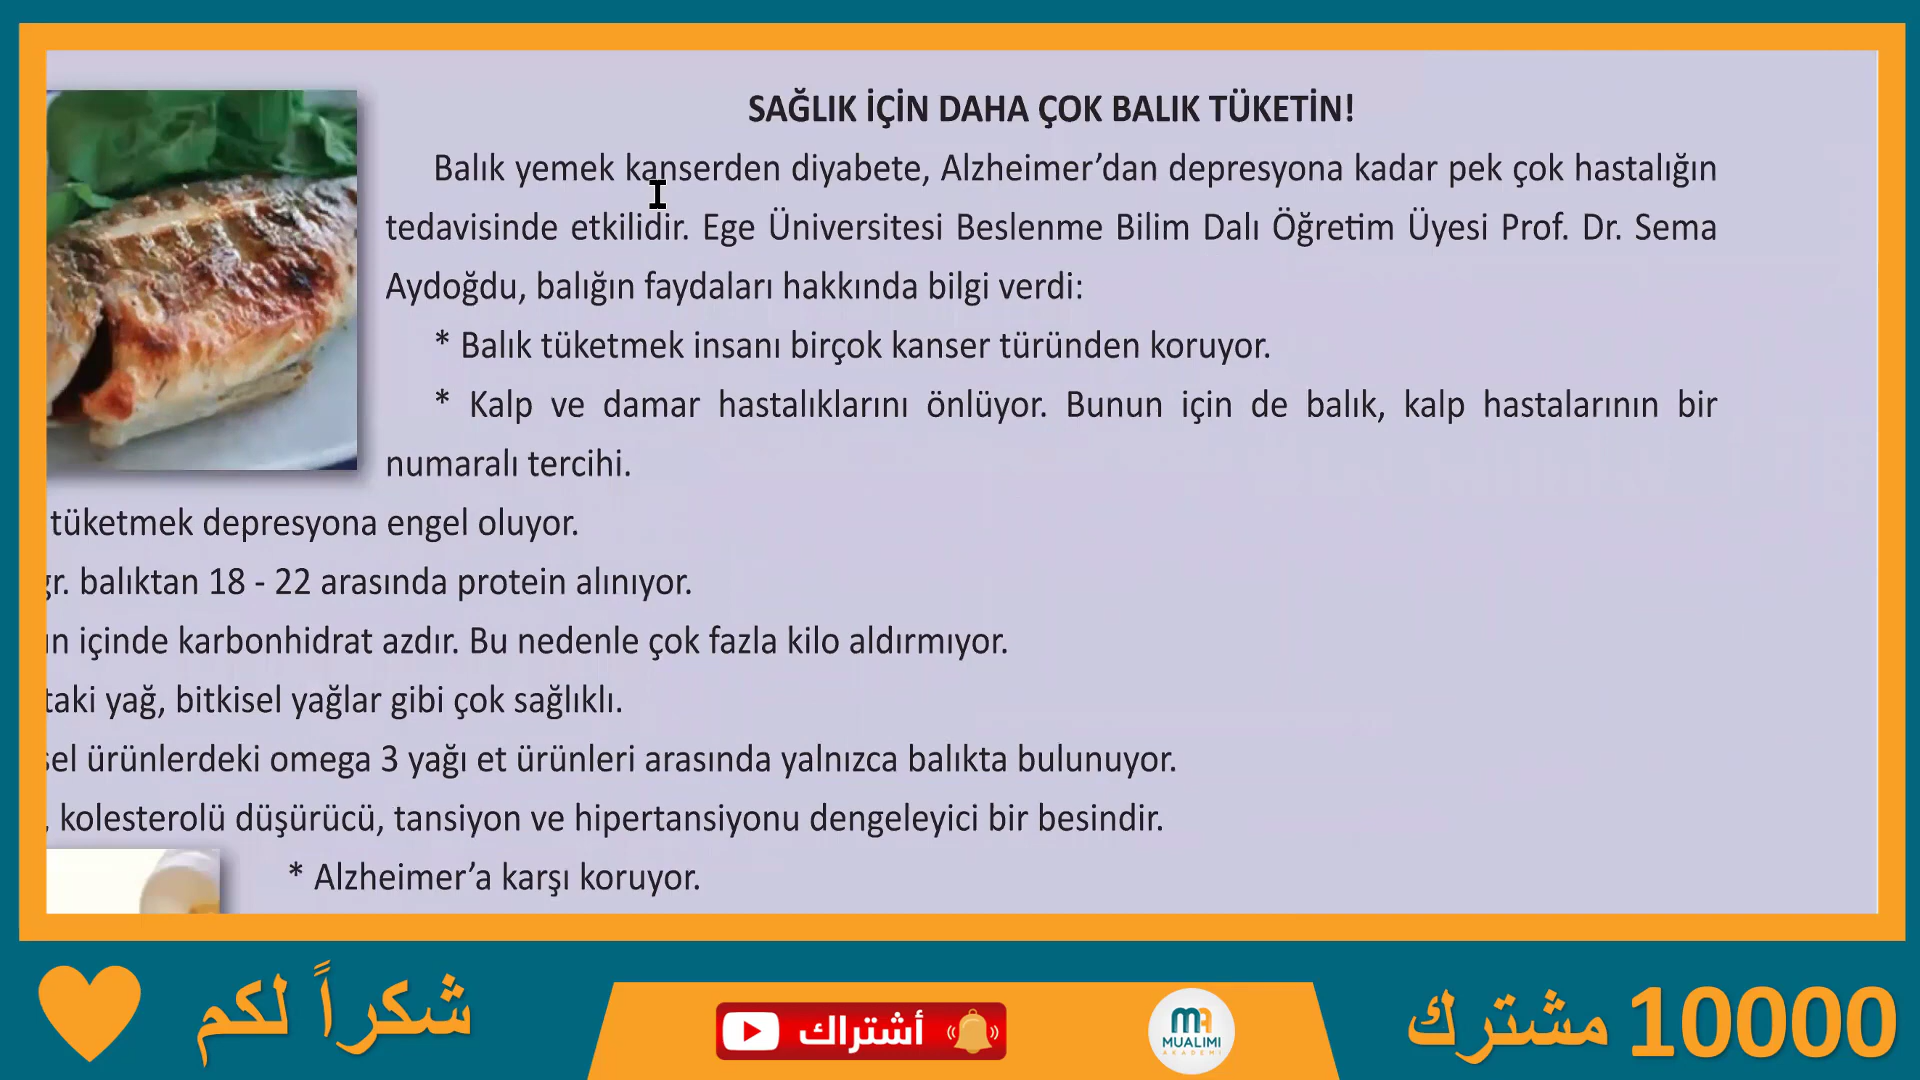 SAĞLIK İÇİN DAHA ÇOK BALIK TÜKETİN!
Balık yemek kanserden diyabete, Alzheimer’dan depresyona kadar pek çok hastalığın
tedavisinde etkilidir. Ege Üniversitesi Beslenme Bilim Dalı Öğretim Üyesi Prof. Dr. Sema
Aydoğdu, balığın faydaları hakkında bilgi verdi:
* Balık tüketmek insanı birçok kanser türünden koruyor.
* Kalp ve damar hastalıklarını önlüyor. Bunun için de balık, kalp hastalarının bir
numaralı tercihi.
tüketmek depresyona engel oluyor.
gr. balıktan 18 - 22 arasında protein alınıyor.
içinde karbonhidrat azdır. Bu nedenle çok fazla kilo aldırmıyor.
taki yağ, bitkisel yağlar gibi çok sağlıklı.
sel ürünlerdeki omega 3 yağı et ürünleri arasında yalnızca balıkta bulunuyor.
, kolesterolü düşürücü, tansiyon ve hipertansiyonu dengeleyici bir besindir.
* Alzheimer’a karşı koruyor.
شكراً لكم
أشتراك
MUALIMI
AKADEMI
10000 مشترك